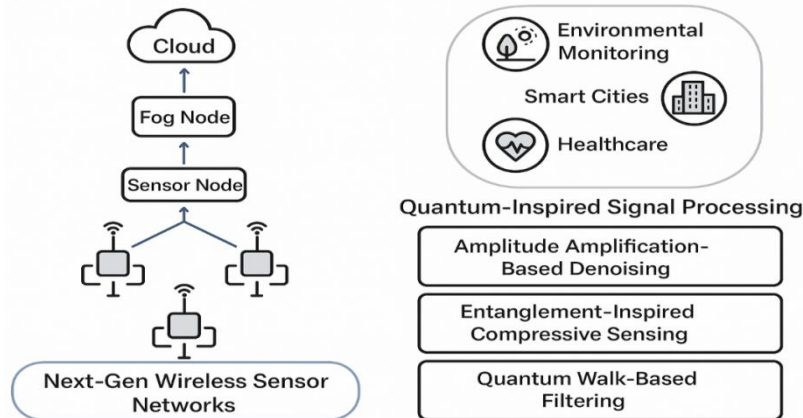 Cloud
Fog Node
Sensor Node
Next-Gen Wireless Sensor
Networks
Environmental
Monitoring
Smart Cities
Healthcare
Quantum-Inspired Signal Processing
Amplitude Amplification-
Based Denoising
Entanglement-Inspired
Compressive Sensing
Quantum Walk-Based
Filtering